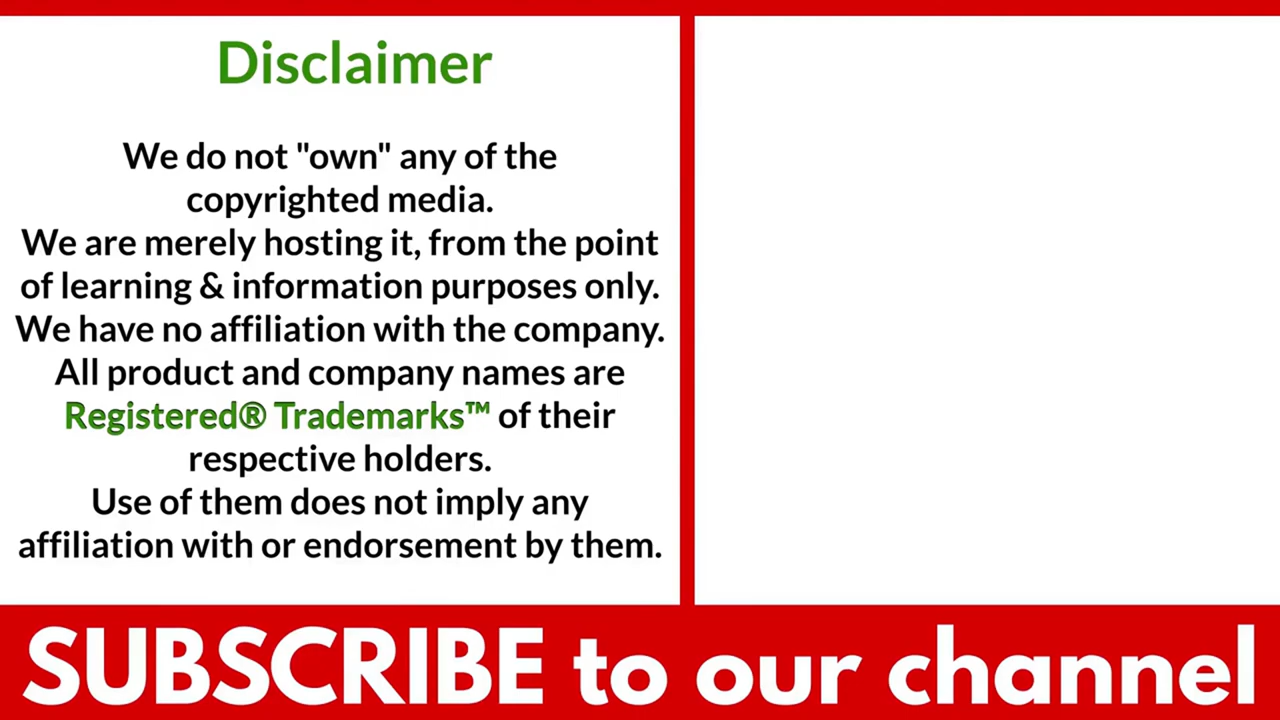 Disclaimer
We do not "own" any of the
copyrighted media.
We are merely hosting it, from the point
of learning & information purposes only.
We have no affiliation with the company.
All product and company names are
Registered® Trademarks™ of their
respective holders.
Use of them does not imply any
affiliation with or endorsement by them.
SUBSCRIBE to our channel